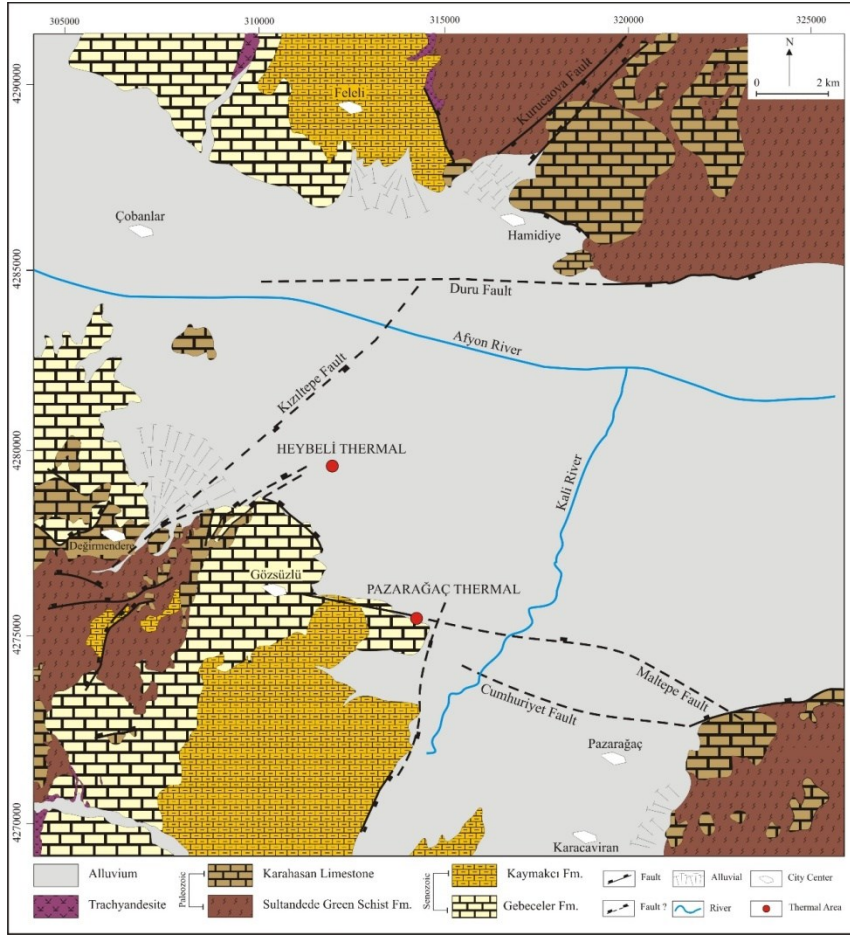 305000 310000 315000 320000 325000
N
0 2 km
4290000
4285000
4280000
4275000
4270000
Feleli
Kurucaova Fault
Çobanlar
Hamidiye
Duru Fault
Afyon River
Kızıltepe Fault
HEYBELİ THERMAL
Kali River
Değirmendere
Gözsüzlü
PAZARAĞAÇ THERMAL
Maltepe Fault
Cumhuriyet Fault
Pazarağaç
Karacaviran
Alluvium
Trachyandesite
Paleozoic
Karahasan Limestone
Sultandede Green Schist Fm.
Senozoic
Kaymakcı Fm.
Gebeceler Fm.
Fault
Fault ?
Alluvial
River
City Center
Thermal Area